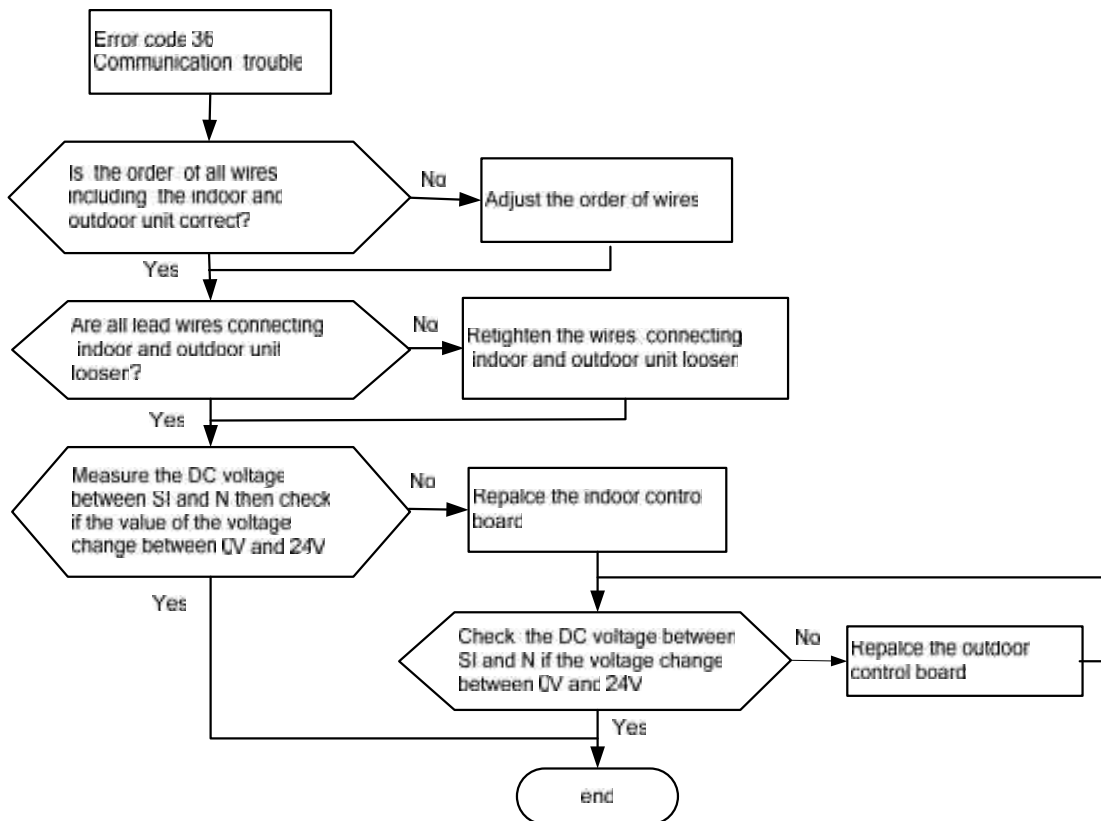 Error code 36
Communication trouble
Is the order of all wires
including the indoor and
outdoor unit correct?
No
Adjust the order of wires
Yes
Are all lead wires connecting
indoor and outdoor unit
loosen?
No
Retighten the wires connecting
indoor and outdoor unit loosen
Yes
Measure the DC voltage
between SI and N then check
if the value of the voltage
change between 0V and 24V
No
Repalce the indoor control
board
Yes
Check the DC voltage between
SI and N if the voltage change
between 0V and 24V
No
Repalce the outdoor
control board
Yes
end